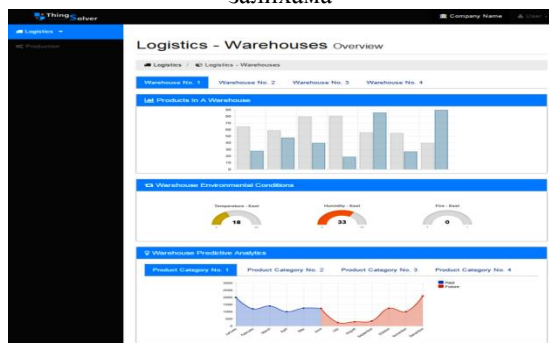 залихама
ThingSolver
Company Name
User
Logistics
Production
Logistics - Warehouses Overview
Logistics / Logistics - Warehouses
Warehouse No. 1 Warehouse No. 2 Warehouse No. 3 Warehouse No. 4
Products In A Warehouse
Warehouse Environmental Conditions
Temperature - East Humidity - East Fire - East
18 33 0
Warehouse Predictive Analytics
Product Category No. 1 Product Category No. 2 Product Category No. 3 Product Category No. 4
Past
Future